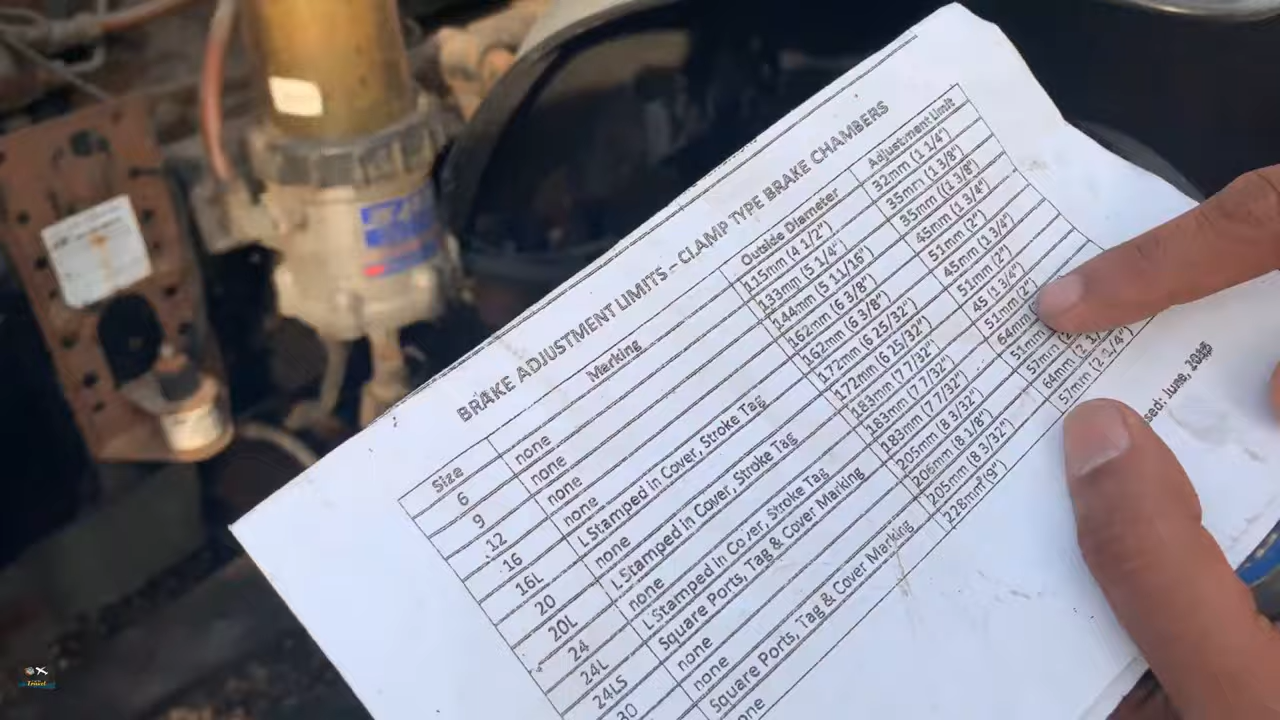 BRAKE ADJUSTMENT LIMITS – CLAMP TYPE BRAKE CHAMBERS
Size Marking Outside Diameter Adjustment Limit
6 none 115mm (4 1/2") 32mm (1 1/4")
9 none 133mm (5 1/4") 35mm (1 3/8")
12 none 144mm (5 11/16") 35mm ((1 3/8")
16 none 162mm (6 3/8") 45mm (1 3/4")
16L L Stamped in Cover, Stroke Tag 162mm (6 3/8") 51mm (2")
20 none 172mm (6 25/32") 45mm (1 3/4")
20L L Stamped in Cover, Stroke Tag 172mm (6 25/32") 51mm (2")
24 none 183mm (7 7/32") 45 (1 3/4")
24L L Stamped in Cover, Stroke Tag 183mm (7 7/32") 51mm (2")
24LS Square Ports, Tag & Cover Marking 183mm (7 7/32") 64mm
30 none 205mm (8 3/32") 51mm
none 206mm (8 1/8") 57mm
Square Ports, Tag & Cover Marking 205mm (8 3/32") 64mm
228mm (9") 57mm (2 1/4")
June,
Travel